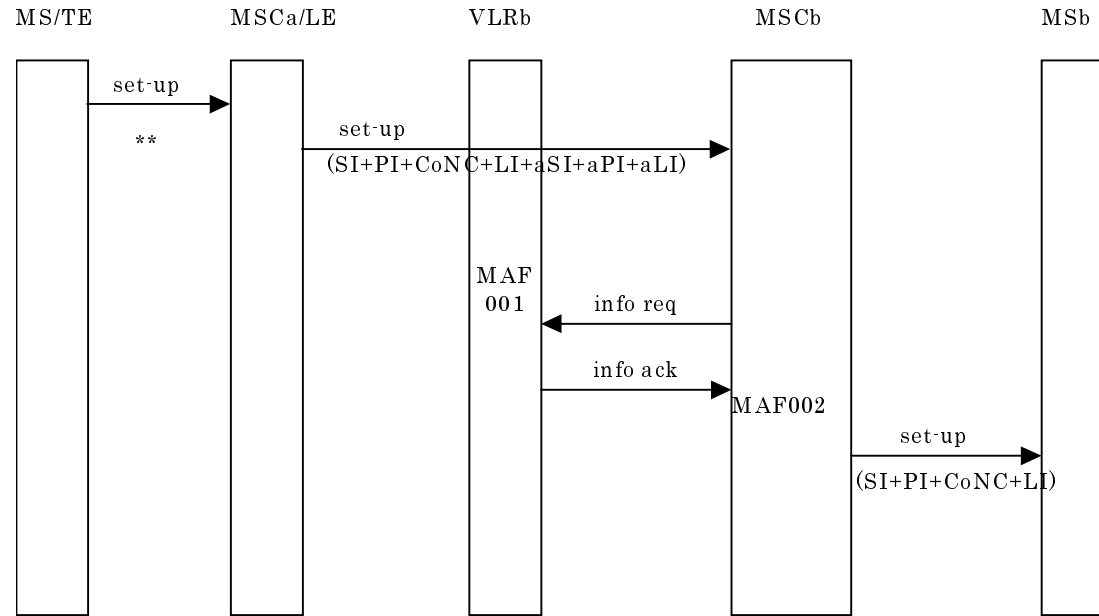 MS/TE MSCa/LE VLRb MSCb MSb
set-up
**
set-up
(SI+PI+CoNC+LI+aSI+aPI+aLI)
MAF
001
info req
info ack
MAF002
set-up
(SI+PI+CoNC+LI)